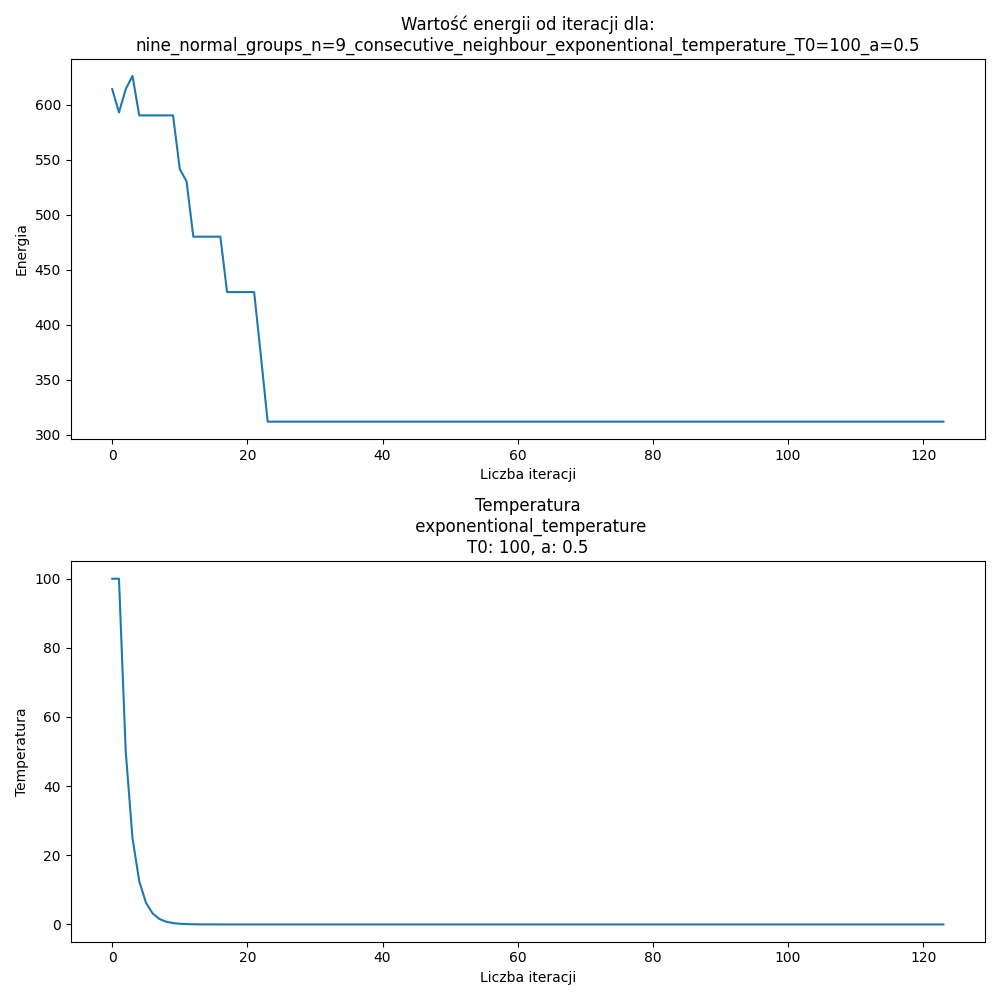 Wartość energii od iteracji dla:
nine_normal_groups_n=9_consecutive_neighbour_exponentional_temperature_T0=100_a=0.5
600
550
500
450
400
350
300
Energia
0 20 40 60 80 100 120
Liczba iteracji
Temperatura
exponentional_temperature
T0: 100, a: 0.5
100
80
60
40
20
0
Temperatura
0 20 40 60 80 100 120
Liczba iteracji